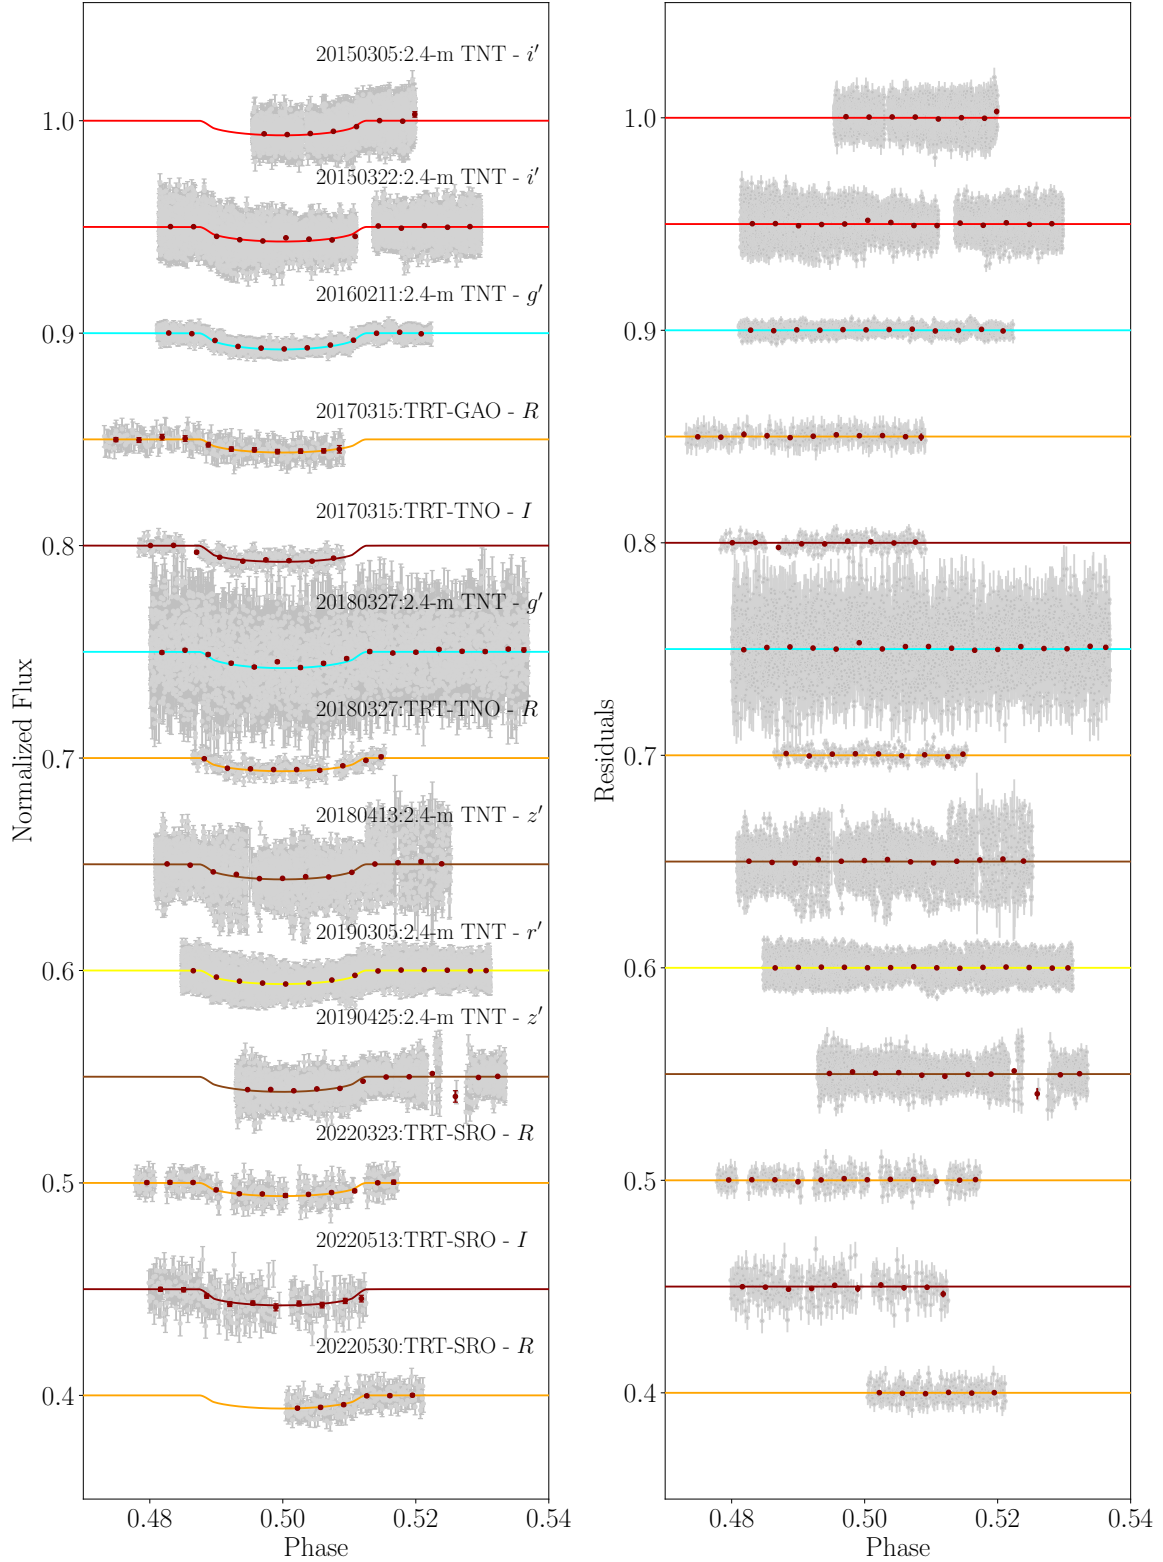 20150305:2.4-m TNT - i′
1.0
20150322:2.4-m TNT - i′
20160211:2.4-m TNT - g′
0.9
20170315:TRT-GAO - R
20170315:TRT-TNO - I
0.8
20180327:2.4-m TNT - g′
20180327:TRT-TNO - R
0.7
20180413:2.4-m TNT - z′
20190305:2.4-m TNT - r′
0.6
20190425:2.4-m TNT - z′
20220323:TRT-SRO - R
0.5
20220513:TRT-SRO - I
20220530:TRT-SRO - R
0.4
Normalized Flux
0.48 0.50 0.52 0.54
Phase
1.0
0.9
0.8
0.7
0.6
0.5
0.4
Residuals
0.48 0.50 0.52 0.54
Phase